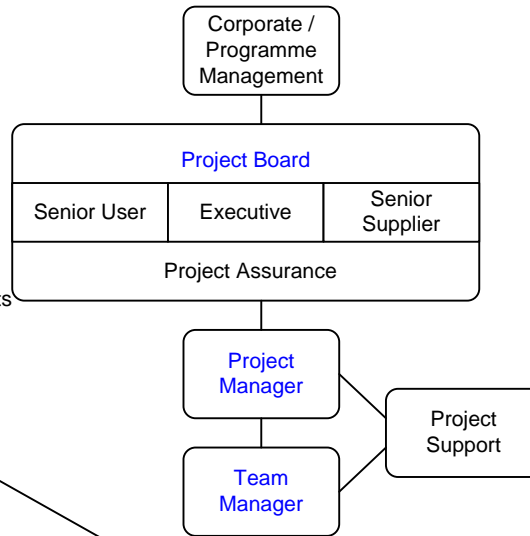 Corporate /
Programme
Management
Project Board
Senior User
Executive
Senior
Supplier
Project Assurance
Project
Manager
Project
Support
Team
Manager